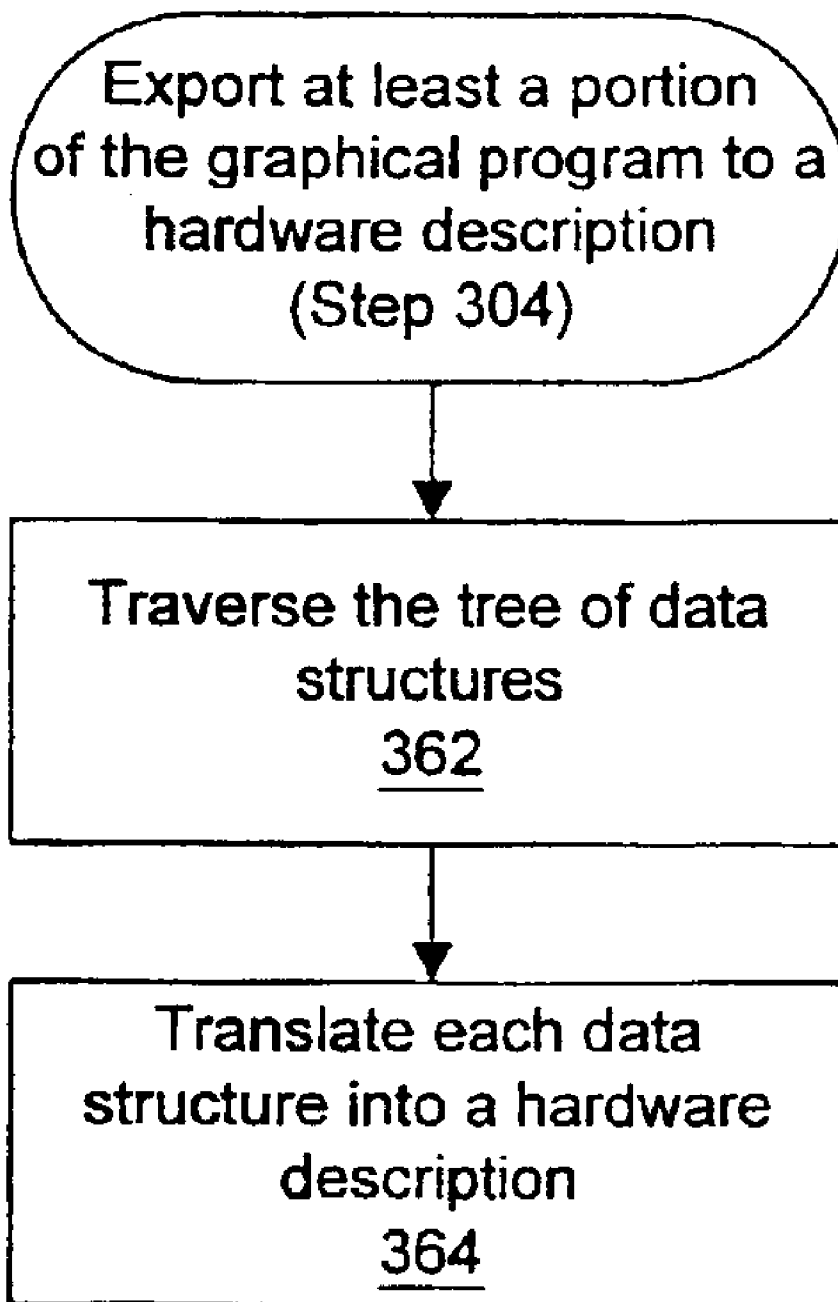 Export at least a portion
of the graphical program to a
hardware description
(Step 304)
Traverse the tree of data
structures
362
Translate each data
structure into a hardware
description
364